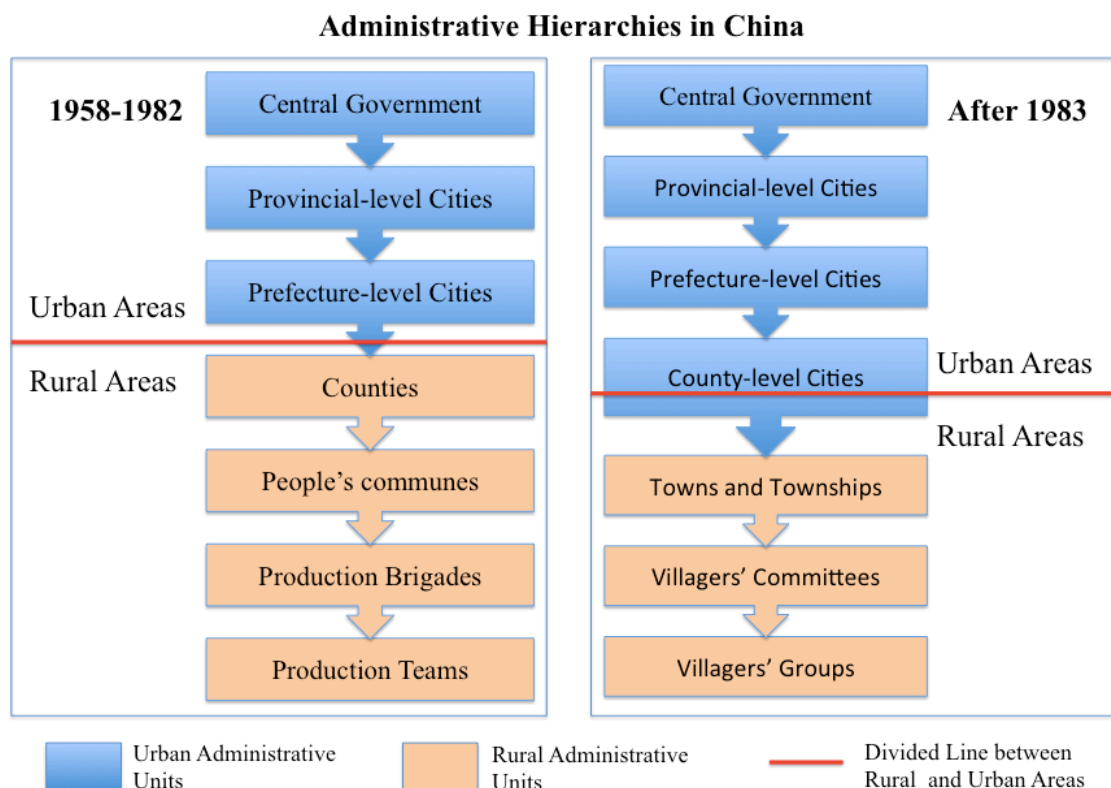 Administrative Hierarchies in China
1958-1982
Central Government
Provincial-level Cities
Prefecture-level Cities
Urban Areas
Rural Areas
Counties
People’s communes
Production Brigades
Production Teams
After 1983
Central Government
Provincial-level Cities
Prefecture-level Cities
County-level Cities
Urban Areas
Rural Areas
Towns and Townships
Villagers’ Committees
Villagers’ Groups
Urban Administrative
Units
Rural Administrative
Units
Divided Line between
Rural and Urban Areas